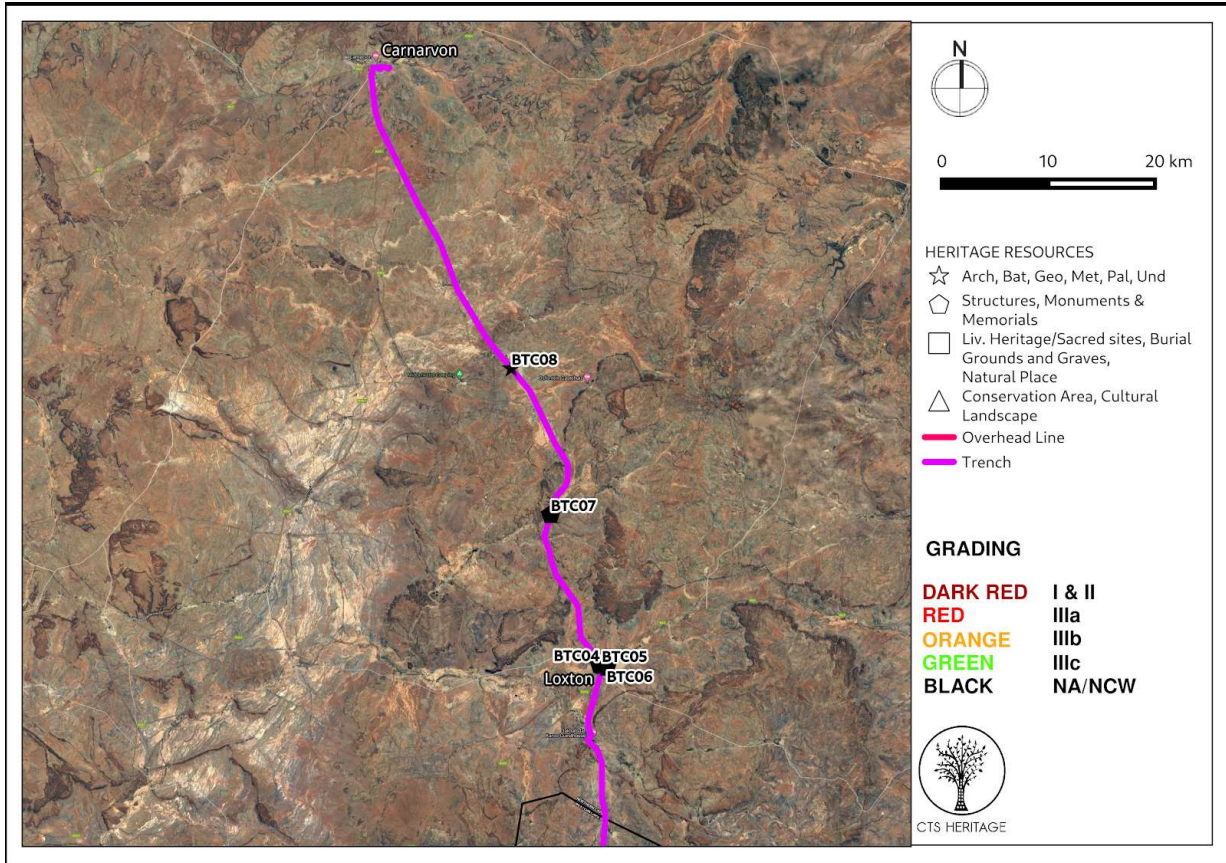 Carnarvon
BTC08
BTC07
BTC04 BTC05
Loxton BTC06
N
0 10 20 km
HERITAGE RESOURCES
Arch, Bat, Geo, Met, Pal, Und
Structures, Monuments &
Memorials
Liv. Heritage/Sacred sites, Burial
Grounds and Graves,
Natural Place
Conservation Area, Cultural
Landscape
Overhead Line
Trench
GRADING
DARK RED I & II
RED IIIa
ORANGE IIIb
GREEN IIIc
BLACK NA/NCW
CTS HERITAGE